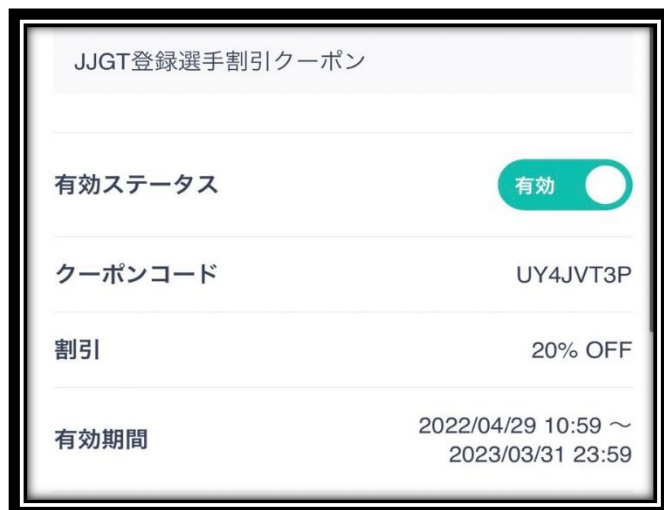 JJGT登録選手割引クーポン
有効ステータス
有効
クーポンコード
UY4JVT3P
割引
20% OFF
有効期間
2022/04/29 10:59 ～
2023/03/31 23:59